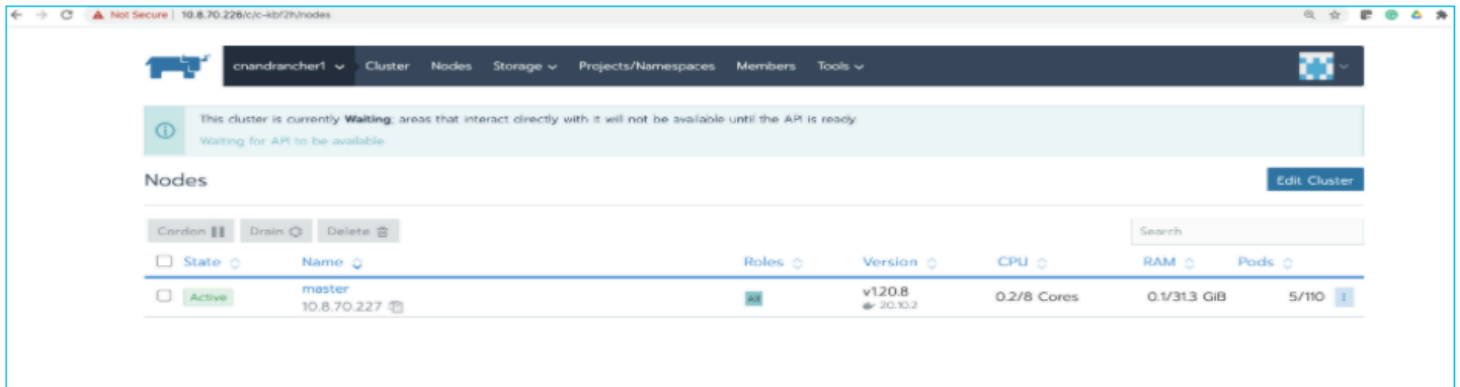 Not Secure | 10.8.70.226/c/c-kbf2h/nodes
cnandrancher1 Cluster Nodes Storage Projects/Namespaces Members Tools
This cluster is currently Waiting; areas that interact directly with it will not be available until the API is ready.
Waiting for API to be available
Nodes
Edit Cluster
Cordon Drain Delete
Search
State Name Roles Version CPU RAM Pods
Active master All v1.20.8 0.2/8 Cores 0.1/31.3 GiB 5/110
10.8.70.227 20.10.2